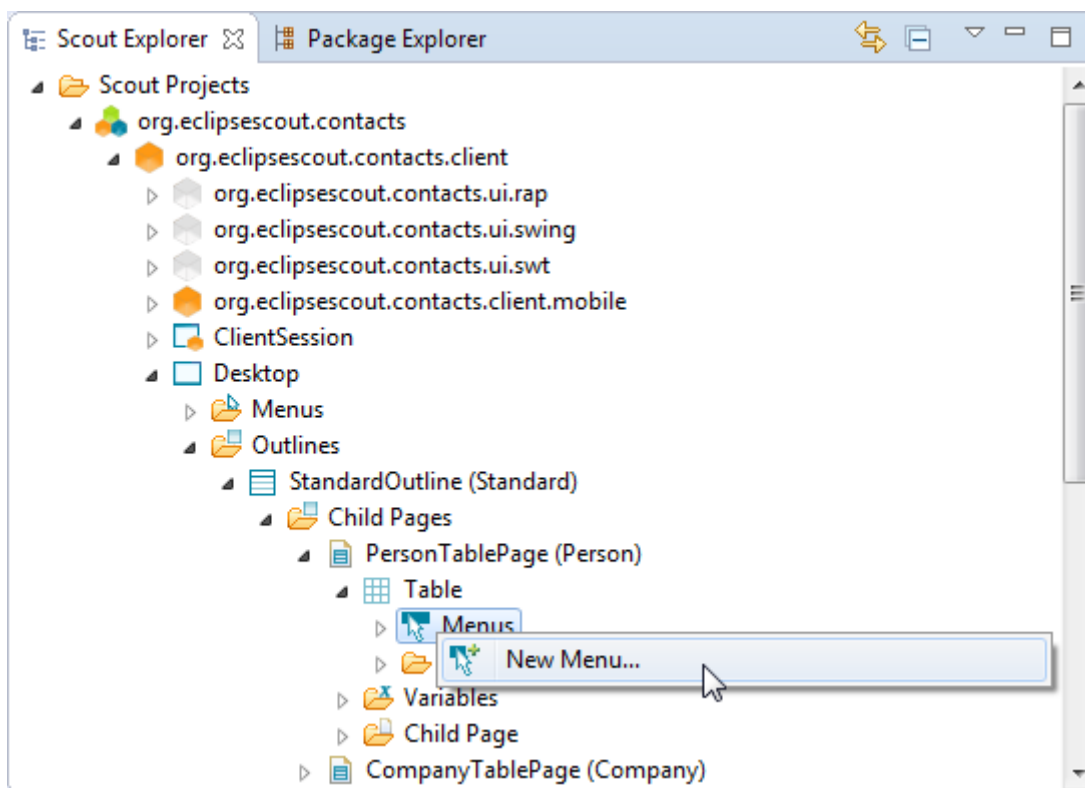 Scout Explorer Package Explorer
Scout Projects
org.eclipsescout.contacts
org.eclipsescout.contacts.client
org.eclipsescout.contacts.ui.rap
org.eclipsescout.contacts.ui.swing
org.eclipsescout.contacts.ui.swt
org.eclipsescout.contacts.client.mobile
ClientSession
Desktop
Menus
Outlines
StandardOutline (Standard)
Child Pages
PersonTablePage (Person)
Table
Menus
New Menu...
Variables
Child Page
CompanyTablePage (Company)